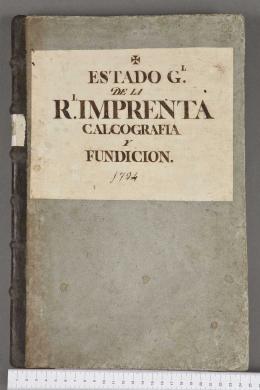 ✠
ESTADO G.L
DE LA
R.L IMPRENTA
CALCOGRAFIA
Y
FUNDICION.
1794